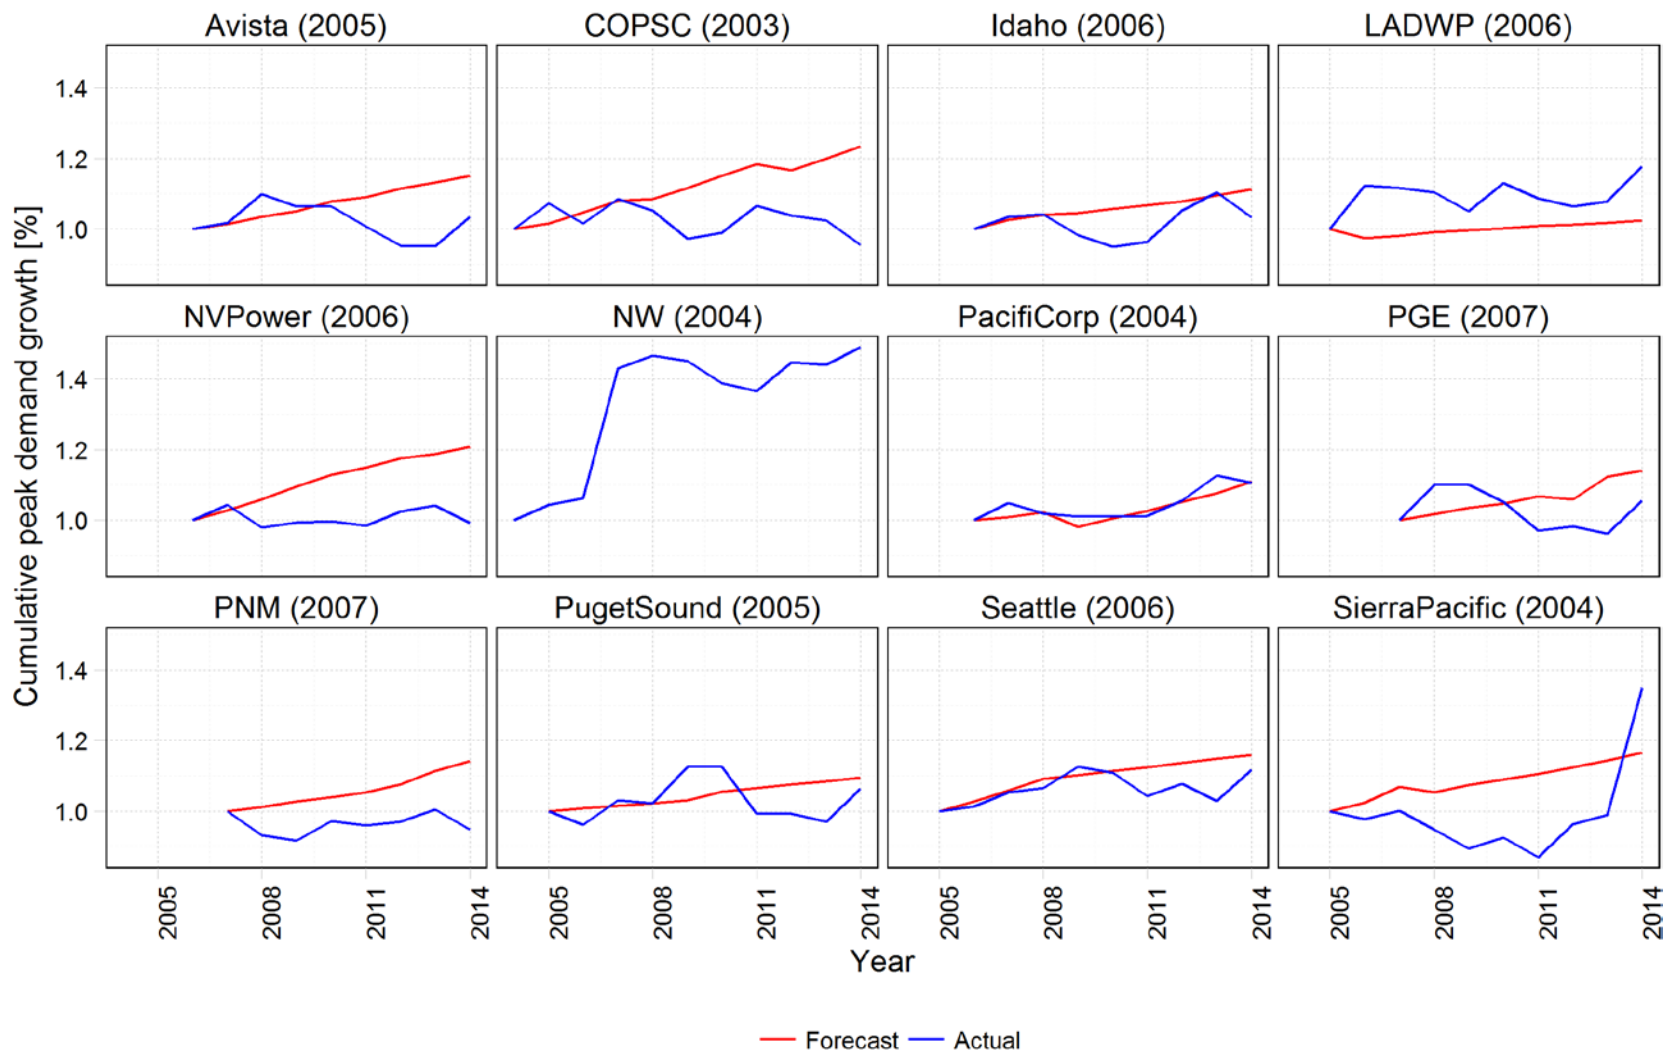 Avista (2005) COPSC (2003) Idaho (2006) LADWP (2006)
1.4
1.2
1.0
NVPower (2006) NW (2004) PacifiCorp (2004) PGE (2007)
1.4
1.2
1.0
PNM (2007) PugetSound (2005) Seattle (2006) SierraPacific (2004)
1.4
1.2
1.0
Cumulative peak demand growth [%]
2005 2008 2011 2014 2005 2008 2011 2014 2005 2008 2011 2014 2005 2008 2011 2014
Year
Forecast Actual